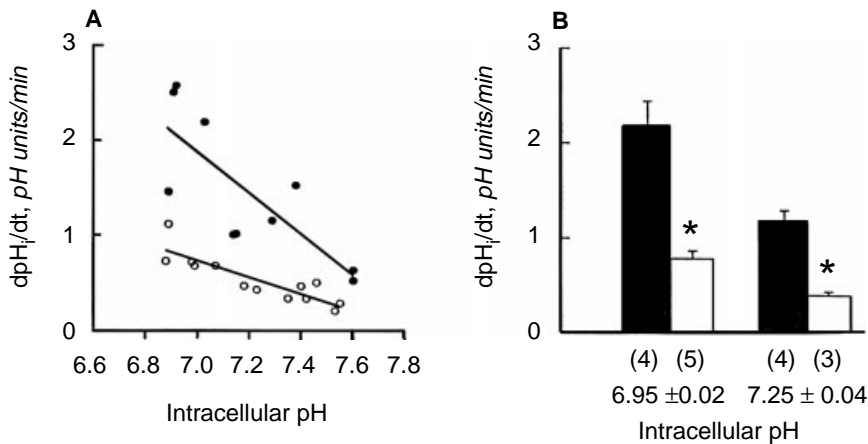 A
dpHi/dt, pH units/min
3
2
1
0
6.6 6.8 7.0 7.2 7.4 7.6 7.8
Intracellular pH
B
dpHi/dt, pH units/min
3
2
1
0
* *
(4) (5) (4) (3)
6.95 ±0.02 7.25 ± 0.04
Intracellular pH